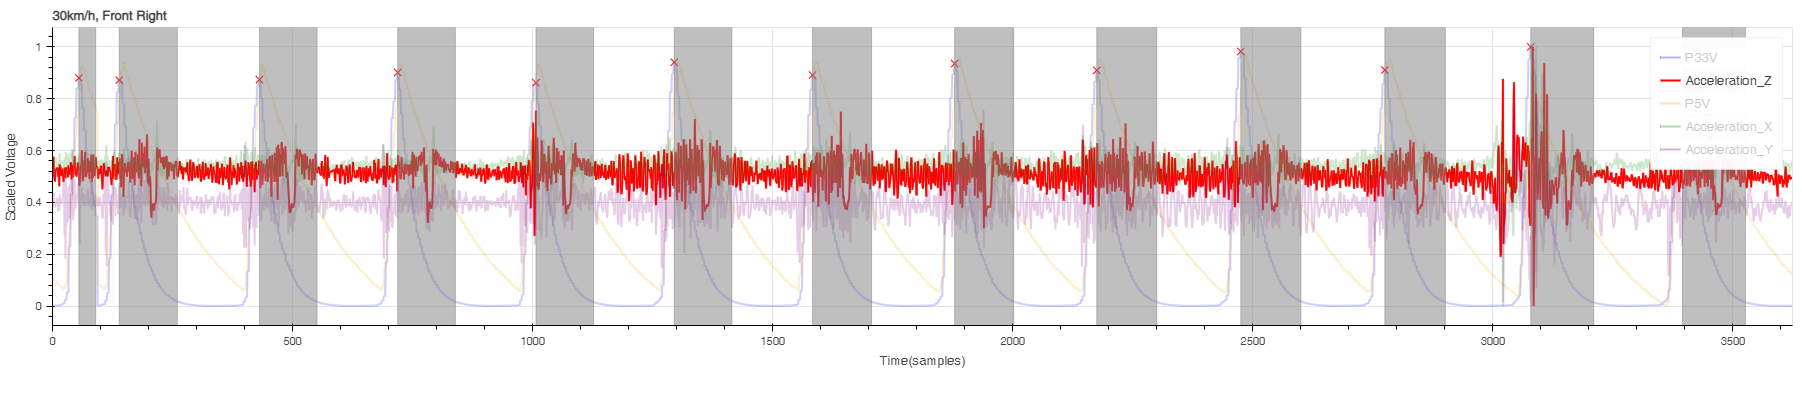 30km/h, Front Right
1
0.8
0.6
0.4
0.2
0
Scaled Voltage
0
500
1000
1500
2000
2500
3000
3500
Time(samples)
P33V
Acceleration_Z
P5V
Acceleration_X
Acceleration_Y